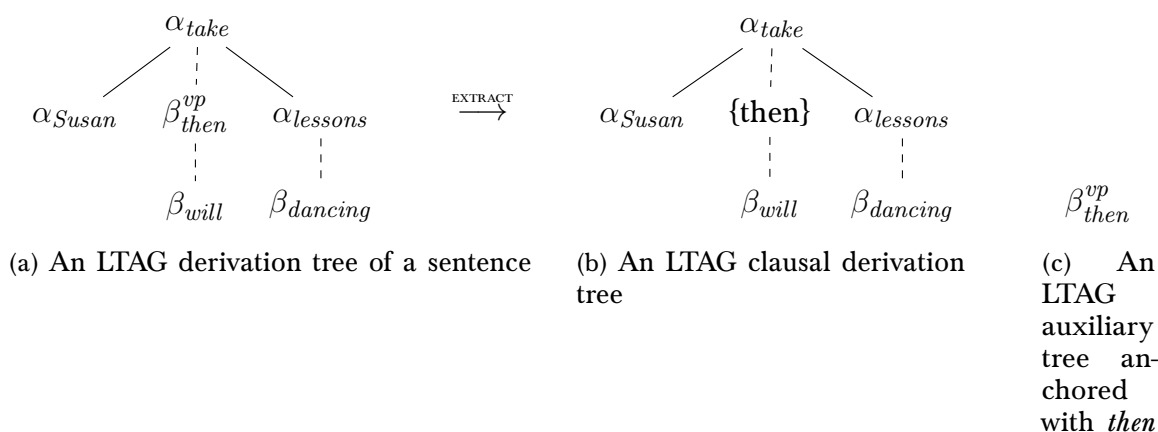 α_take
α_take
α_Susan β^vp_then α_lessons EXTRACT ⟶ α_Susan {then} α_lessons
β_will β_dancing β_will β_dancing β^vp_then
(a) An LTAG derivation tree of a sentence
(b) An LTAG clausal derivation
tree
(c) An
LTAG
auxiliary
tree an-
chored
with then